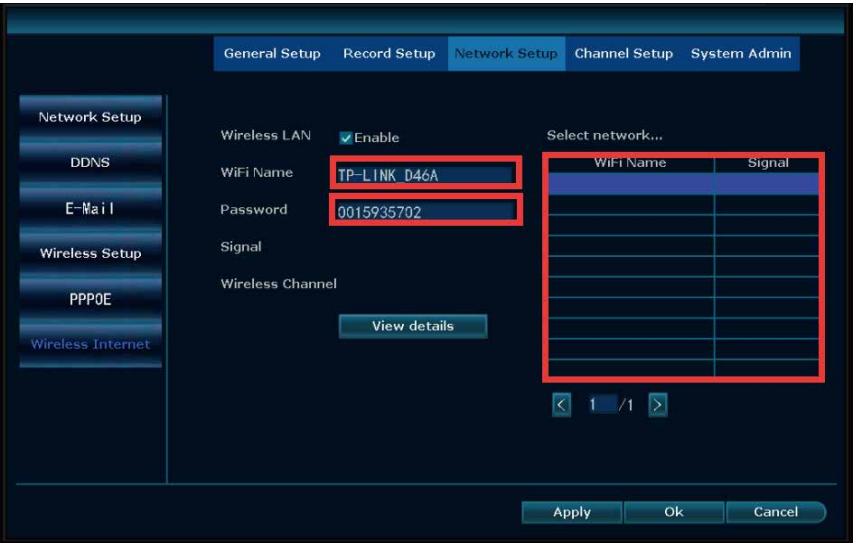 General Setup Record Setup Network Setup Channel Setup System Admin
Network Setup
DDNS
E-Mail
Wireless Setup
PPPOE
Wireless Internet
Wireless LAN Enable
WiFi Name TP-LINK_D46A
Password 0015935702
Signal
Wireless Channel
View details
Select network...
WiFi Name Signal
< 1 /1 >
Apply Ok Cancel